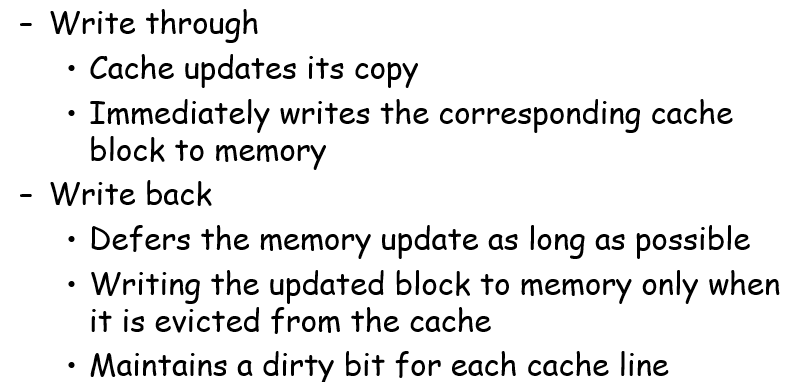 – Write through
• Cache updates its copy
• Immediately writes the corresponding cache
block to memory
– Write back
• Defers the memory update as long as possible
• Writing the updated block to memory only when
it is evicted from the cache
• Maintains a dirty bit for each cache line